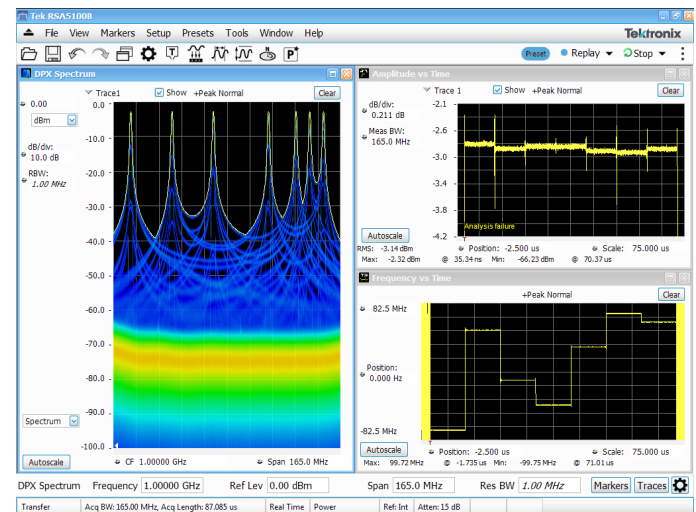 Tek RSA5100B
File View Markers Setup Presets Tools Window Help
Tektronix
Preset Replay Stop
DPX Spectrum
Trace1 Show +Peak Normal Clear
0.00
dBm
dB/div:
10.0 dB
RBW:
1.00 MHz
0.0
-10.0
-20.0
-30.0
-40.0
-50.0
-60.0
-70.0
-80.0
-90.0
-100.0
Spectrum
Autoscale
CF 1.00000 GHz Span 165.0 MHz
Amplitude vs Time
Trace 1 Show +Peak Normal Clear
dB/div:
0.211 dB
Meas BW:
165.0 MHz
-2.1
-2.6
-3.0
-3.4
-3.8
-4.2
Analysis failure
T
Autoscale
Position: -2.500 us Scale: 75.000 us
RMS: -3.14 dBm
Max: -2.32 dBm @ 35.34 ns Min: -66.23 dBm @ 70.37 us
Frequency vs Time
+Peak Normal Clear
82.5 MHz
Position:
0.000 Hz
-82.5 MHz
T
Autoscale
Position: -2.500 us Scale: 75.000 us
Max: 99.72 MHz @ -1.735 us Min: -99.75 MHz @ 71.01 us
DPX Spectrum Frequency 1.00000 GHz Ref Lev 0.00 dBm Span 165.0 MHz Res BW 1.00 MHz Markers Traces
Transfer Acq BW: 165.00 MHz, Acq Length: 87.085 us Real Time Power Ref: Int Atten: 15 dB